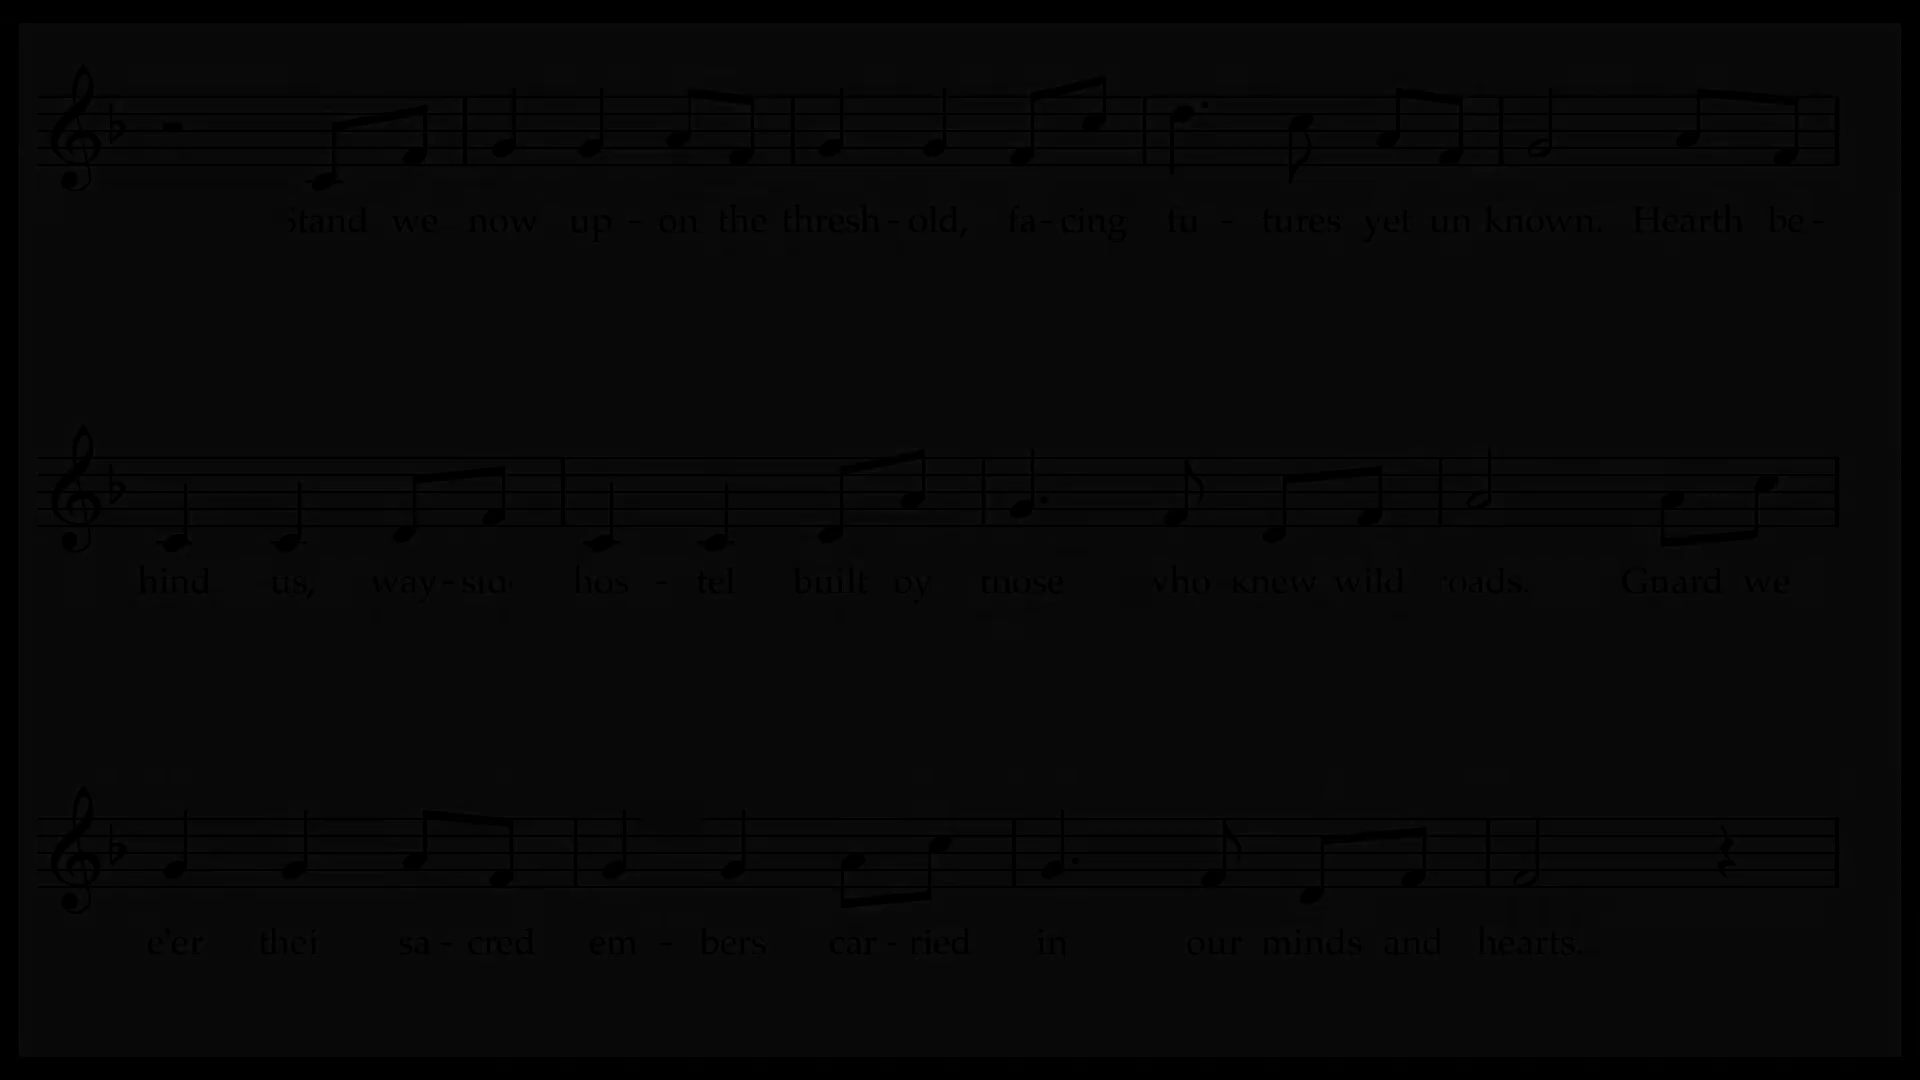 Stand we now up - on the thresh - old, fa - cing fu - tures yet un known. Hearth be -
hind us, way - sid hos - tel built by those who knew wild roads. Guard we
e'er thei sa - cred em - bers car - ried in our minds and hearts.